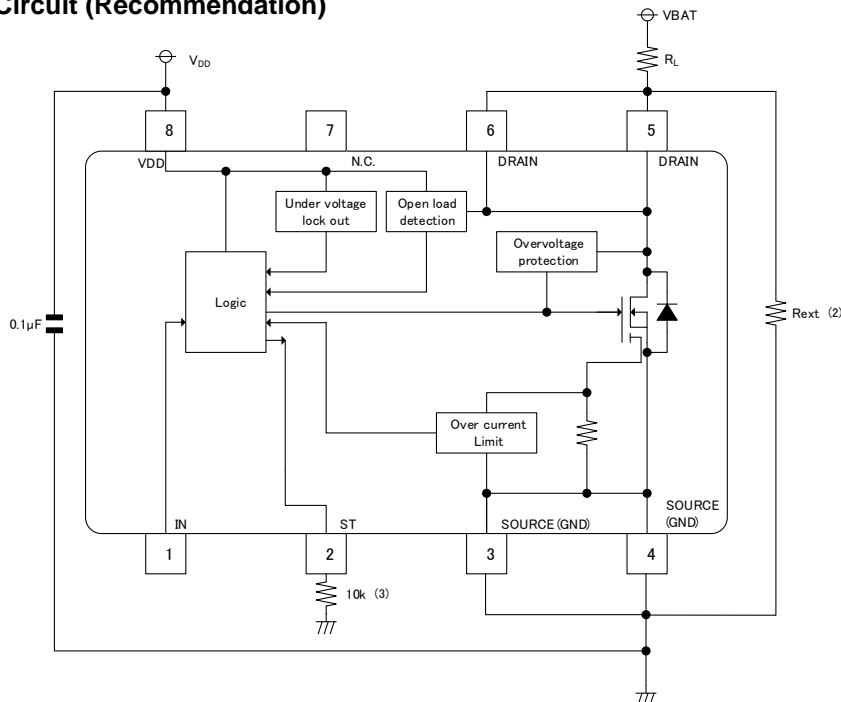 Circuit (Recommendation)
VBAT
VDD
RL
8
7
6
5
VDD
N.C.
DRAIN
DRAIN
Under voltage
lock out
Open load
detection
Overvoltage
protection
Logic
0.1μF
Rext (2)
Over current
Limit
IN
ST
SOURCE(GND)
SOURCE
(GND)
1
2
3
4
10k (3)